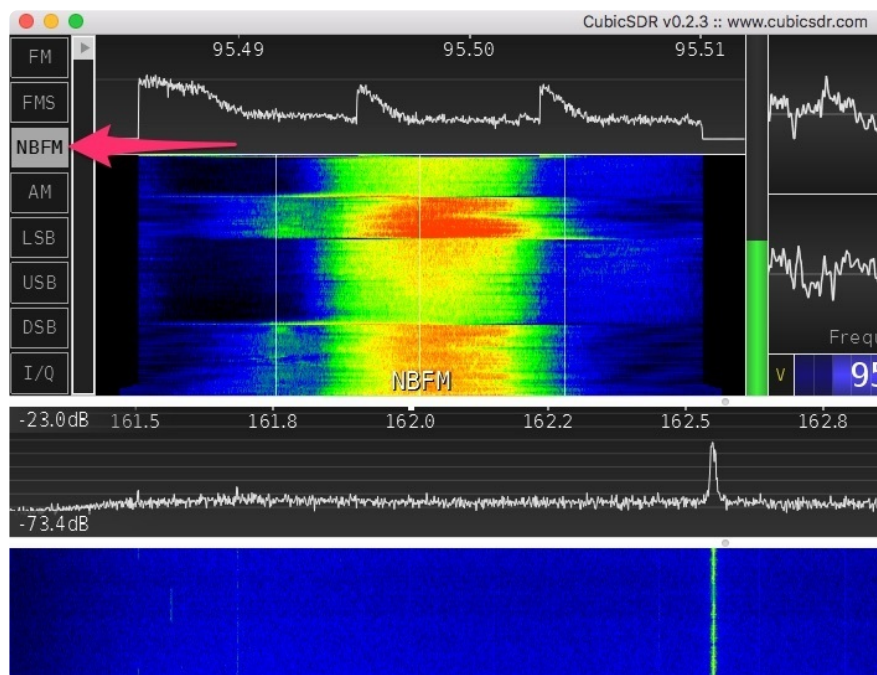 CubicSDR v0.2.3 :: www.cubicsdr.com
FM
FMS
NBFM
AM
LSB
USB
DSB
I/Q
95.49 95.50 95.51
NBFM
Frequ
V 95
-23.0dB 161.5 161.8 162.0 162.2 162.5 162.8
-73.4dB